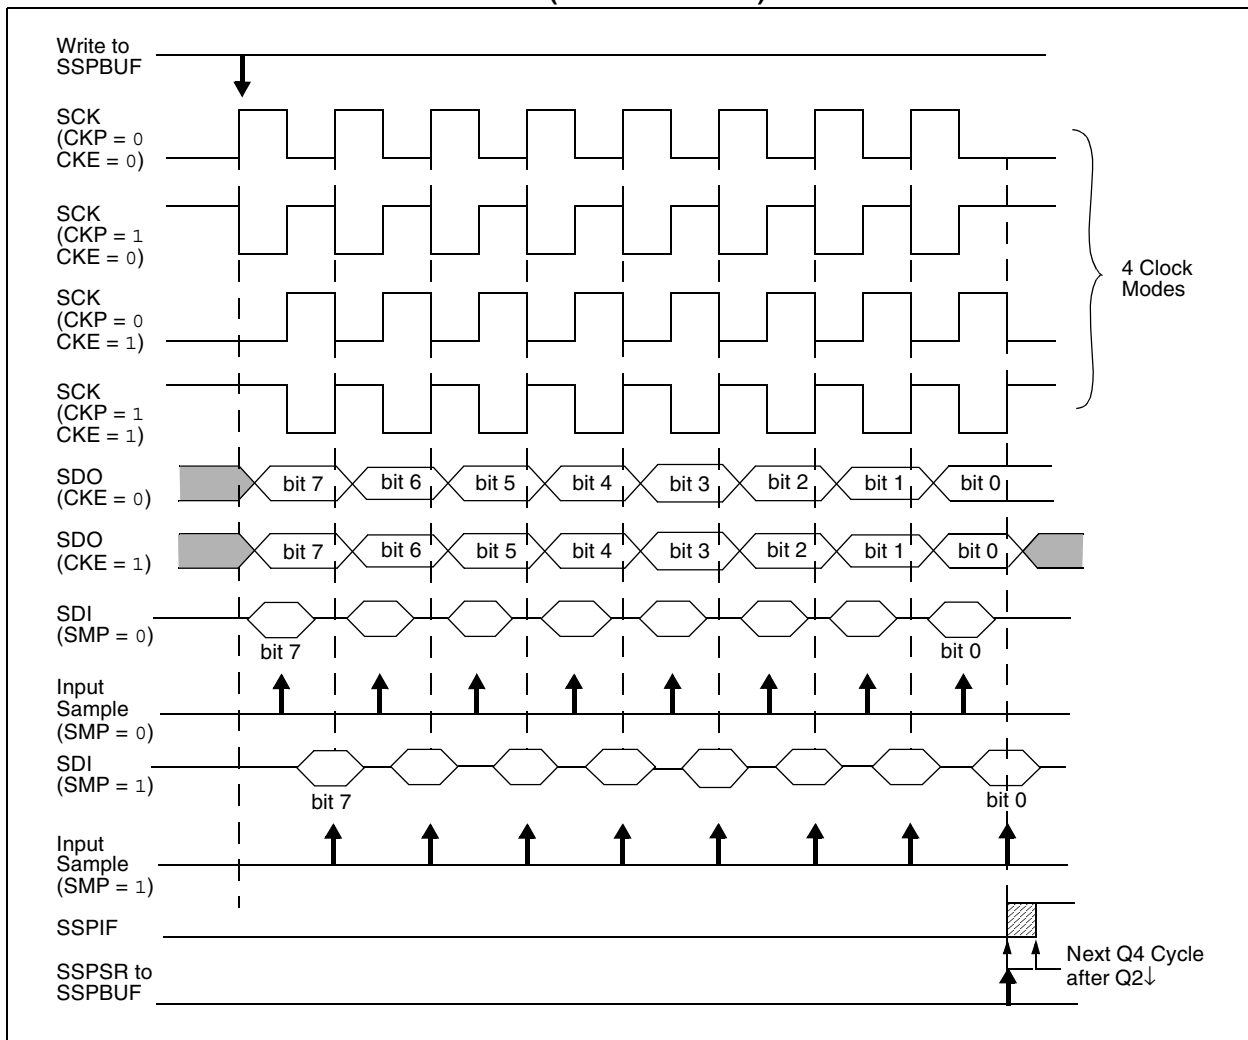 Write to
SSPBUF
SCK
(CKP = 0
CKE = 0)
SCK
(CKP = 1
CKE = 0)
SCK
(CKP = 0
CKE = 1)
SCK
(CKP = 1
CKE = 1)
4 Clock
Modes
SDO
(CKE = 0)
bit 7 bit 6 bit 5 bit 4 bit 3 bit 2 bit 1 bit 0
SDO
(CKE = 1)
bit 7 bit 6 bit 5 bit 4 bit 3 bit 2 bit 1 bit 0
SDI
(SMP = 0)
bit 7 bit 0
Input
Sample
(SMP = 0)
SDI
(SMP = 1)
bit 7 bit 0
Input
Sample
(SMP = 1)
SSPIF
SSPSR to
SSPBUF
Next Q4 Cycle
after Q2↓